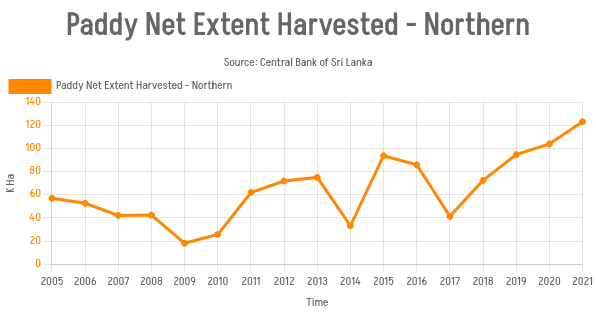 Paddy Net Extent Harvested - Northern
Source: Central Bank of Sri Lanka
Paddy Net Extent Harvested - Northern
140
120
100
80
60
40
20
0
K Ha
2005 2006 2007 2008 2009 2010 2011 2012 2013 2014 2015 2016 2017 2018 2019 2020 2021
Time